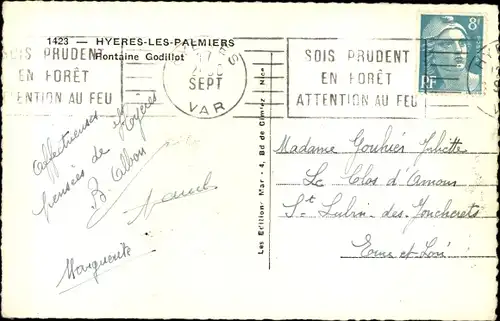 1423 — HYERES-LES-PALMIERS
Fontaine Godillot
SOIS PRUDENT
EN FORÊT
ATTENTION AU FEU
17
SEPT
VAR
SOIS PRUDENT
EN FORÊT
ATTENTION AU FEU
8F
RF
Affectueuses
pensées de Hyères
Marguerite
Les Editions Mar - 4, Bd de Cimiez - Nice
Madame Gouhier Juliette
Le Clos d'Amour
St Lubin-des-Joncherets
Eure et Loir